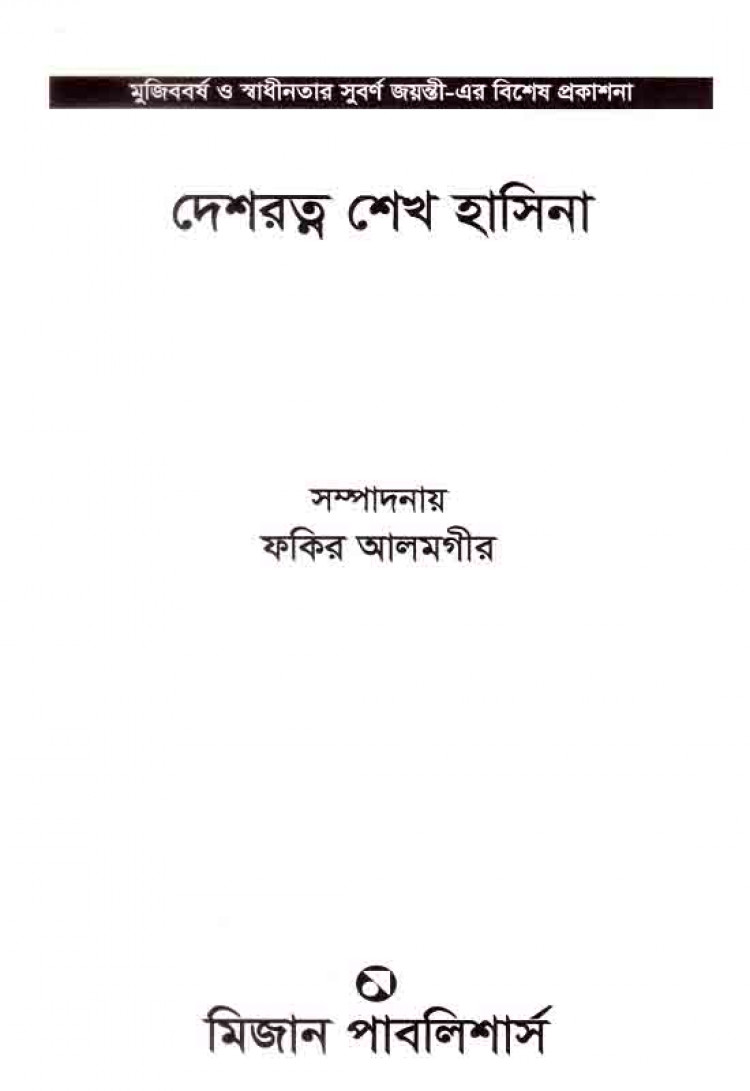 মুজিববর্ষ ও স্বাধীনতার সুবর্ণ জয়ন্তী-এর বিশেষ প্রকাশনা
দেশরত্ন শেখ হাসিনা
সম্পাদনায়
ফকির আলমগীর
মিজান পাবলিশার্স